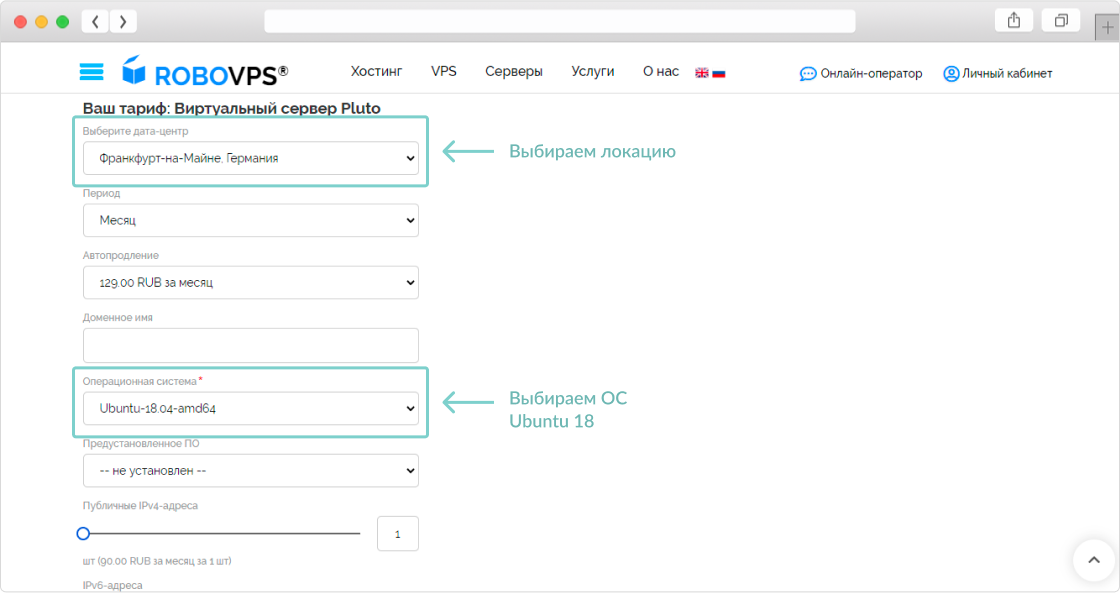 ROBOVPS®
Хостинг
VPS
Серверы
Услуги
О нас
Онлайн-оператор
Личный кабинет
Ваш тариф: Виртуальный сервер Pluto
Выберите дата-центр
Франкфурт-на-Майне, Германия
Выбираем локацию
Период
Месяц
Автопродление
129.00 RUB за месяц
Доменное имя
Операционная система *
Ubuntu-18.04-amd64
Выбираем ОС
Ubuntu 18
Предустановленное ПО
-- не установлен --
Публичные IPv4-адреса
1
шт (90.00 RUB за месяц за 1 шт)
IPv6-адреса